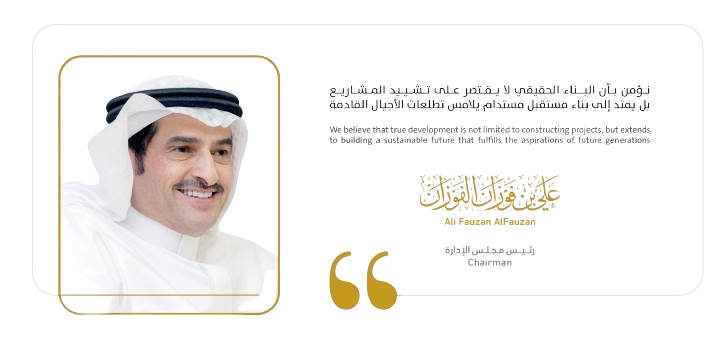 نؤمن بأن البناء الحقيقي لا يقتصر على تشييد المشاريع
بل يمتد إلى بناء مستقبل مستدام يلامس تطلعات الأجيال القادمة
We believe that true development is not limited to constructing projects, but extends
to building a sustainable future that fulfills the aspirations of future generations
علي بن فوزان الفوزان
Ali Fauzan AlFauzan
رئيس مجلس الإدارة
Chairman